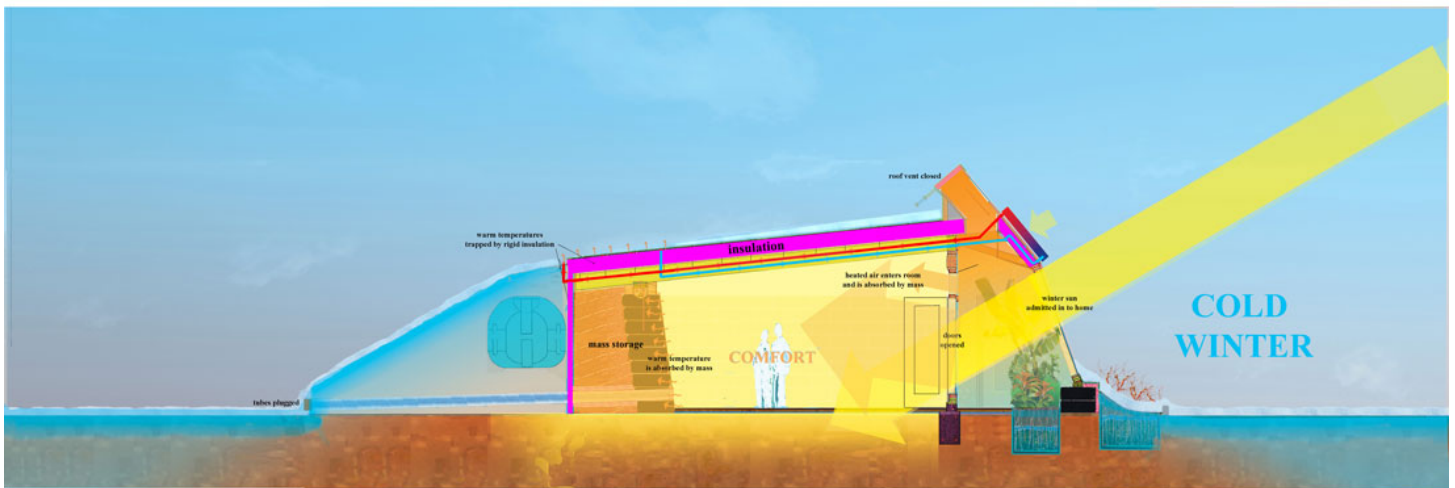 roof vent closed
warm temperatures
trapped by rigid insulation
insulation
heated air enters room
and is absorbed by mass
winter sun
admitted in to home
COLD
WINTER
mass storage
doors
opened
warm temperature
is absorbed by mass
COMFORT
tubes plugged